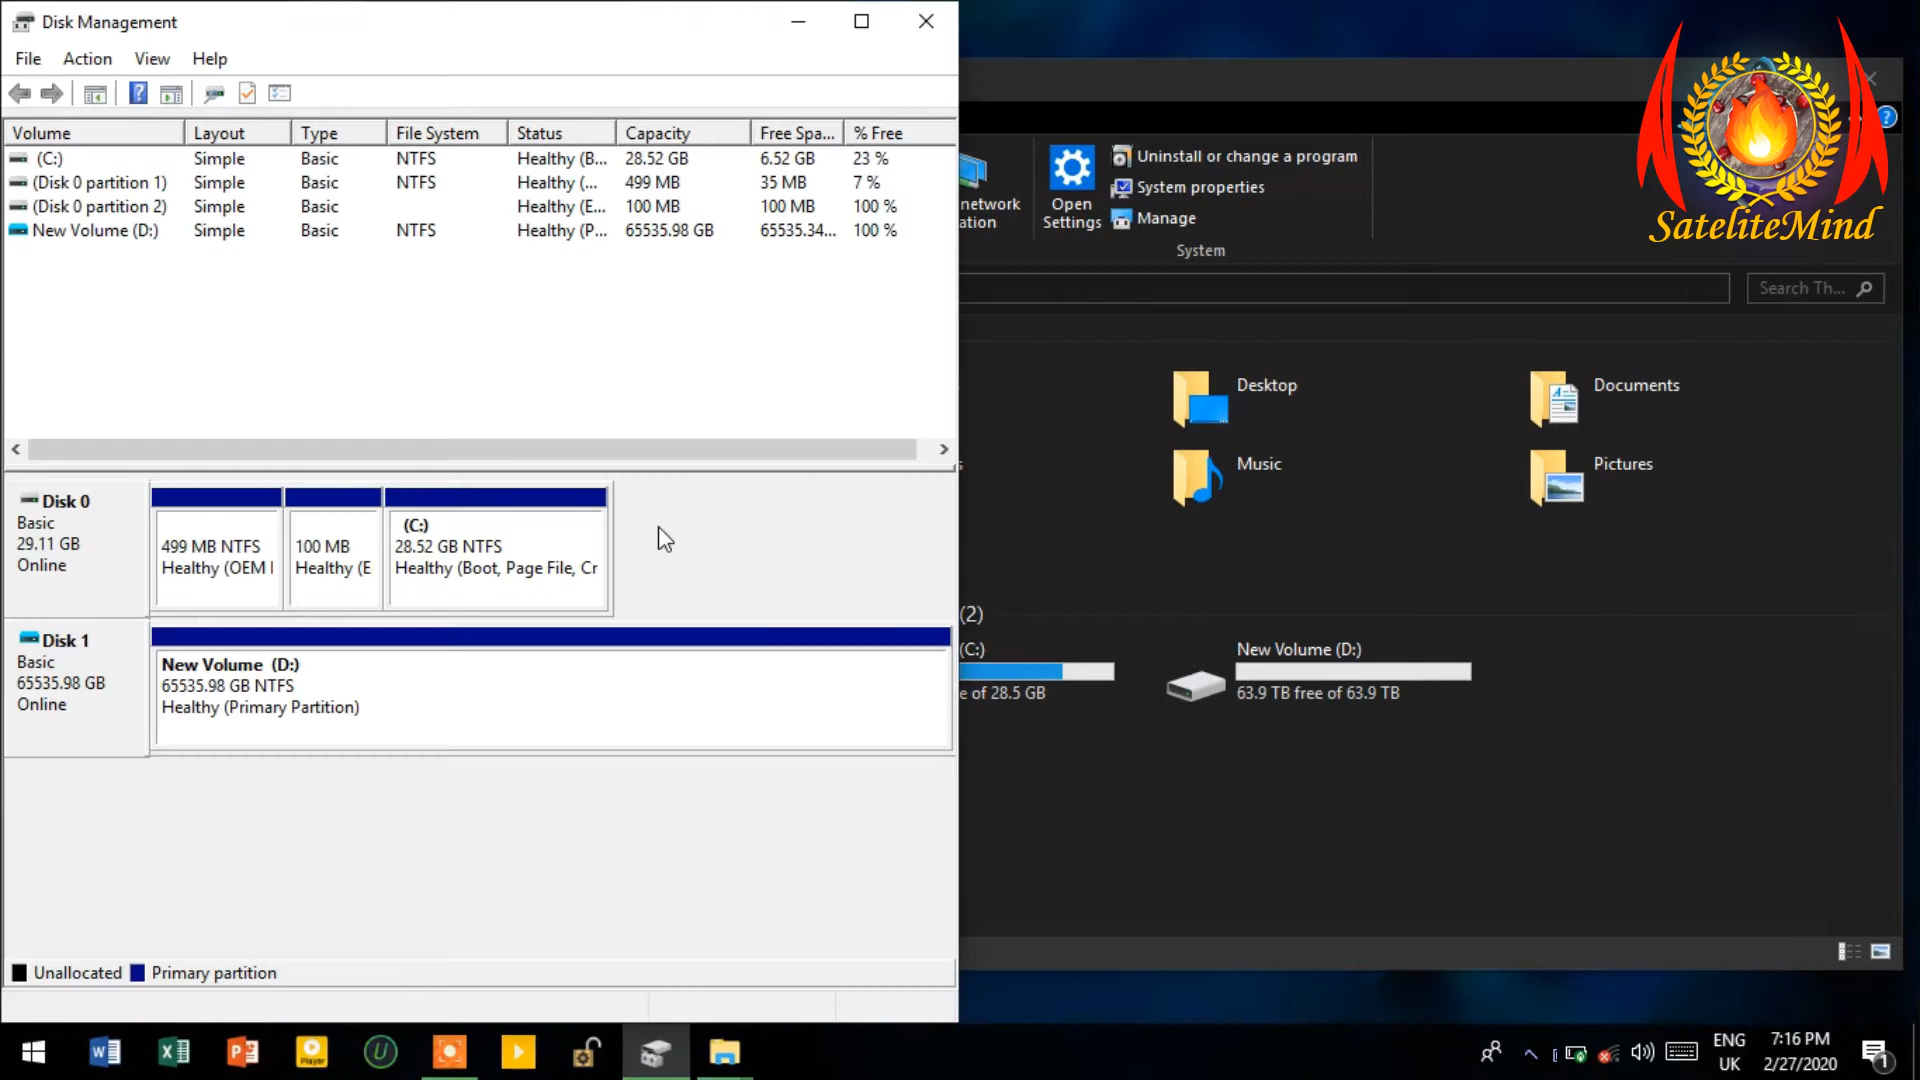 Disk Management
File Action View Help
Volume Layout Type File System Status Capacity Free Spa... % Free
(C:) Simple Basic NTFS Healthy (B... 28.52 GB 6.52 GB 23 %
(Disk 0 partition 1) Simple Basic NTFS Healthy (... 499 MB 35 MB 7 %
(Disk 0 partition 2) Simple Basic Healthy (E... 100 MB 100 MB 100 %
New Volume (D:) Simple Basic NTFS Healthy (P... 65535.98 GB 65535.34... 100 %
Disk 0
Basic
29.11 GB
Online
499 MB NTFS
Healthy (OEM
100 MB
Healthy (E
(C:)
28.52 GB NTFS
Healthy (Boot, Page File, Cr
Disk 1
Basic
65535.98 GB
Online
New Volume (D:)
65535.98 GB NTFS
Healthy (Primary Partition)
Unallocated Primary partition
network
ation
Open
Settings
Uninstall or change a program
System properties
Manage
System
SateliteMind
Search Th...
Desktop
Documents
s
Music
Pictures
(2)
(C:)
e of 28.5 GB
New Volume (D:)
63.9 TB free of 63.9 TB
W
X
P
Player
U
ENG
UK
7:16 PM
2/27/2020
1